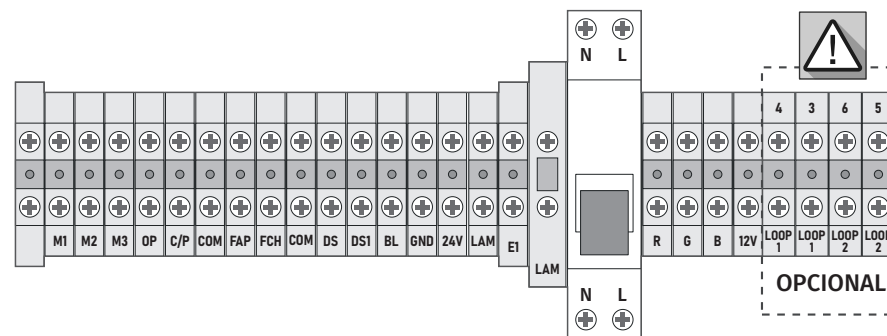 N L
4 3 6 5
M1 M2 M3 OP C/P COM FAP FCH COM DS DS1 BL GND 24V LAM E1 LAM R G B 12V LOOP 1 LOOP 1 LOOP 2 LOOP 2
OPCIONAL
N L